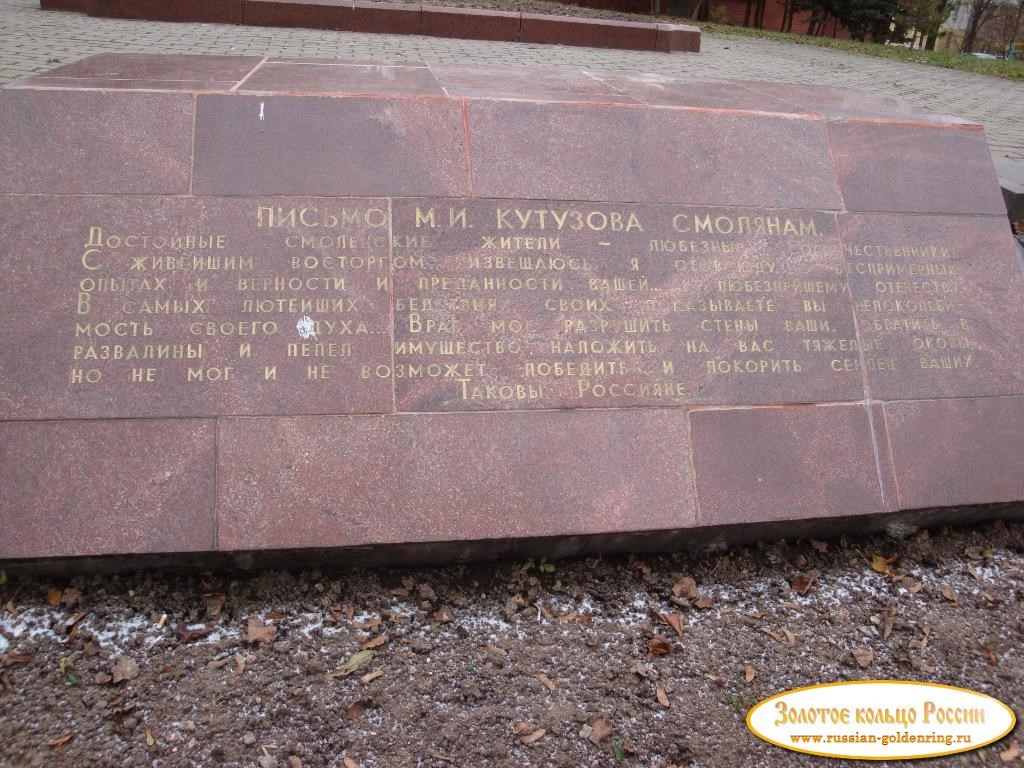 ПИСЬМО М.И. КУТУЗОВА СМОЛЯНАМ.
ДОСТОЙНЫЕ СМОЛЕНСКИЕ ЖИТЕЛИ – ЛЮБЕЗНЫЕ СООТЕЧЕСТВЕННИКИ.
С ЖИВЕЙШИМ ВОСТОРГОМ ИЗВЕЩАЮСЬ Я ОТОВСЮДУ О БЕСПРИМЕРНЫХ
ОПЫТАХ И ВЕРНОСТИ И ПРЕДАННОСТИ ВАШЕЙ... К ЛЮБЕЗНЕЙШЕМУ ОТЕЧЕСТВУ.
В САМЫХ ЛЮТЕЙШИХ БЕДСТВИЯХ СВОИХ ПОКАЗЫВАЕТЕ ВЫ НЕПОКОЛЕБИ-
МОСТЬ СВОЕГО ДУХА... ВРАГ МОГ РАЗРУШИТЬ СТЕНЫ ВАШИ, ОБРАТИТЬ В
РАЗВАЛИНЫ И ПЕПЕЛ ИМУЩЕСТВО, НАЛОЖИТЬ НА ВАС ТЯЖЕЛЫЕ ОКОВЫ,
НО НЕ МОГ И НЕ ВОЗМОЖЕТ ПОБЕДИТЬ И ПОКОРИТЬ СЕРДЕЦ ВАШИХ.
ТАКОВЫ РОССИЯНЕ.
Золотое кольцо России
www.russian-goldenring.ru